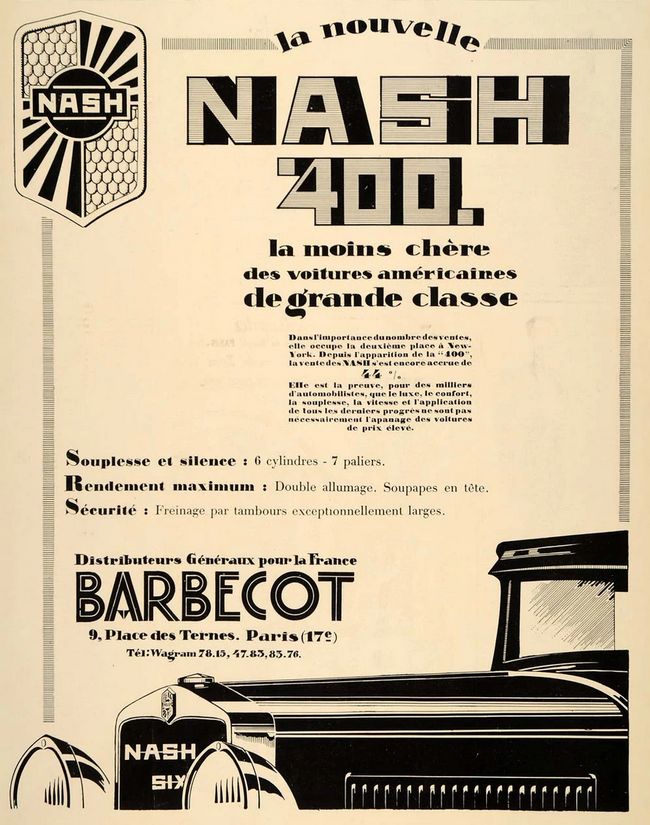 la nouvelle
NASH
NASH
'400.
la moins chère
des voitures américaines
de grande classe
Dans l'importance du nombre des ventes,
elle occupe la deuxième place à New-
York. Depuis l'apparition de la "400",
la vente des NASH s'est encore accrue de
44 %.
Elle est la preuve, pour des milliers
d'automobilistes, que le luxe, le confort,
la souplesse, la vitesse et l'application
de tous les derniers progrès ne sont pas
nécessairement l'apanage des voitures
de prix élevé.
Souplesse et silence : 6 cylindres - 7 paliers.
Rendement maximum : Double allumage. Soupapes en tête.
Sécurité : Freinage par tambours exceptionnellement larges.
Distributeurs Généraux pour la France
BARBECOT
9, Place des Ternes. Paris (17e)
Tél: Wagram 78.15, 47.83, 83.76.
NASH
SIX